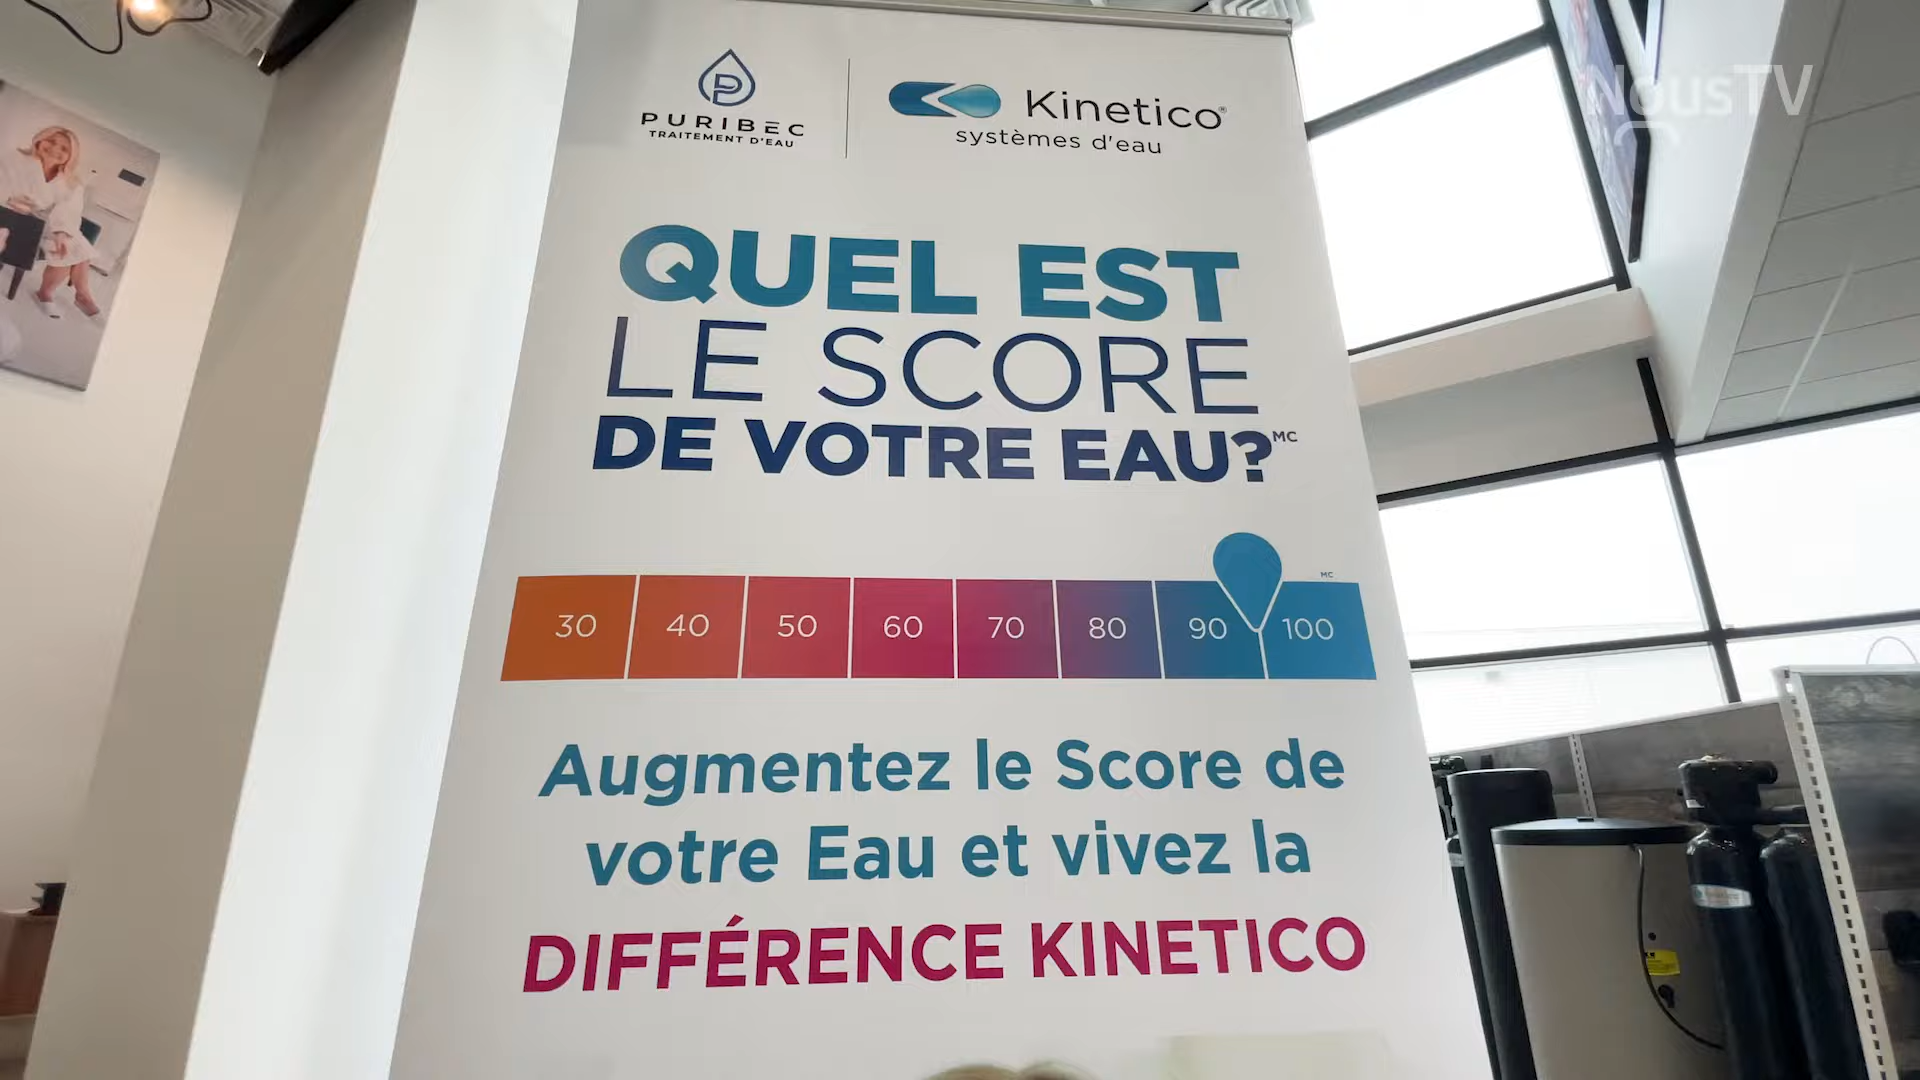 PURIBEC
TRAITEMENT D'EAU
Kinetico®
systèmes d'eau
NousTV
QUEL EST
LE SCORE
DE VOTRE EAU?MC
MC
30 40 50 60 70 80 90 100
Augmentez le Score de
votre Eau et vivez la
DIFFÉRENCE KINETICO